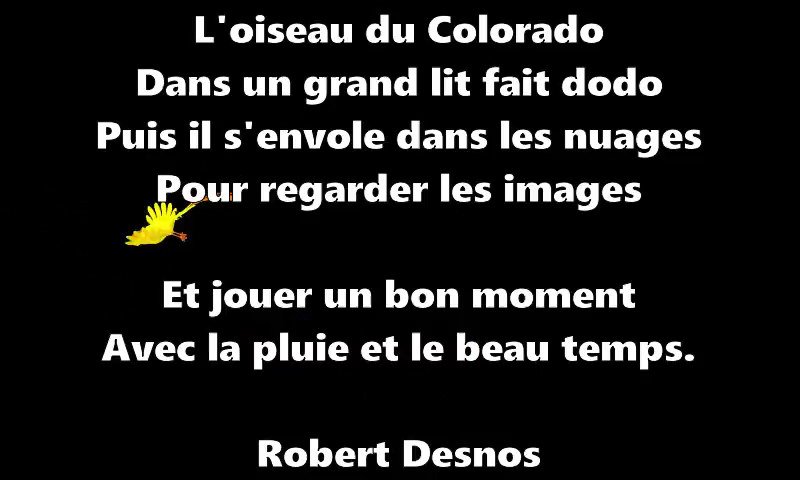 L'oiseau du Colorado
Dans un grand lit fait dodo
Puis il s'envole dans les nuages
Pour regarder les images
Et jouer un bon moment
Avec la pluie et le beau temps.
Robert Desnos